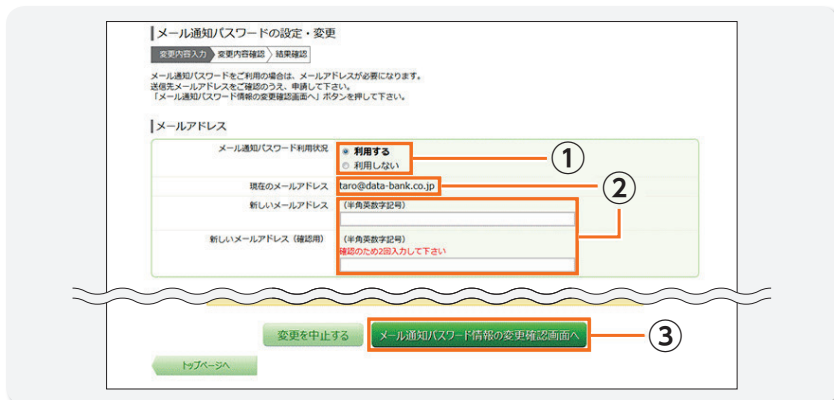 メール通知パスワードの設定・変更
変更内容入力 変更内容確認 結果確認
メール通知パスワードをご利用の場合は、メールアドレスが必要になります。
送信先メールアドレスをご確認のうえ、申請して下さい。
「メール通知パスワード情報の変更確認画面へ」ボタンを押して下さい。
メールアドレス
メール通知パスワード利用状況
利用する
利用しない
①
現在のメールアドレス taro@data-bank.co.jp
②
新しいメールアドレス (半角英数字記号)
新しいメールアドレス(確認用) (半角英数字記号)
確認のため2回入力して下さい
変更を中止する メール通知パスワード情報の変更確認画面へ ③
トップページへ